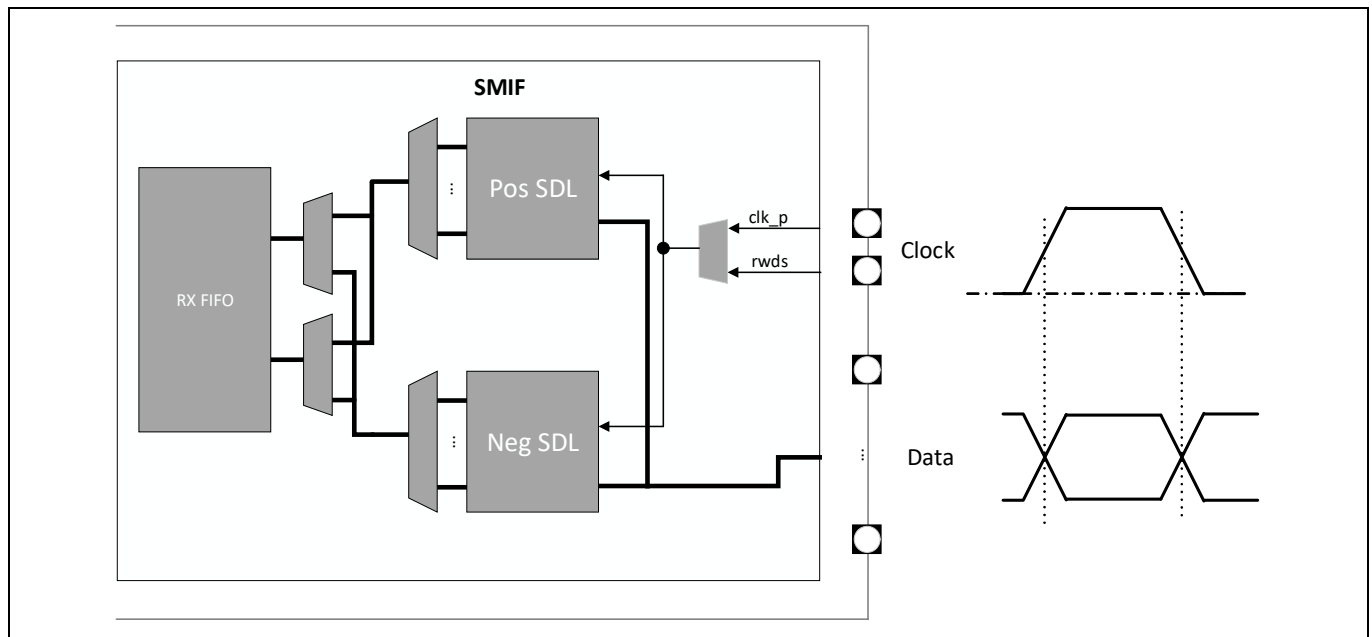 SMIF
Pos SDL
...
clk_p
rwds
Clock
RX FIFO
Neg SDL
...
Data
...